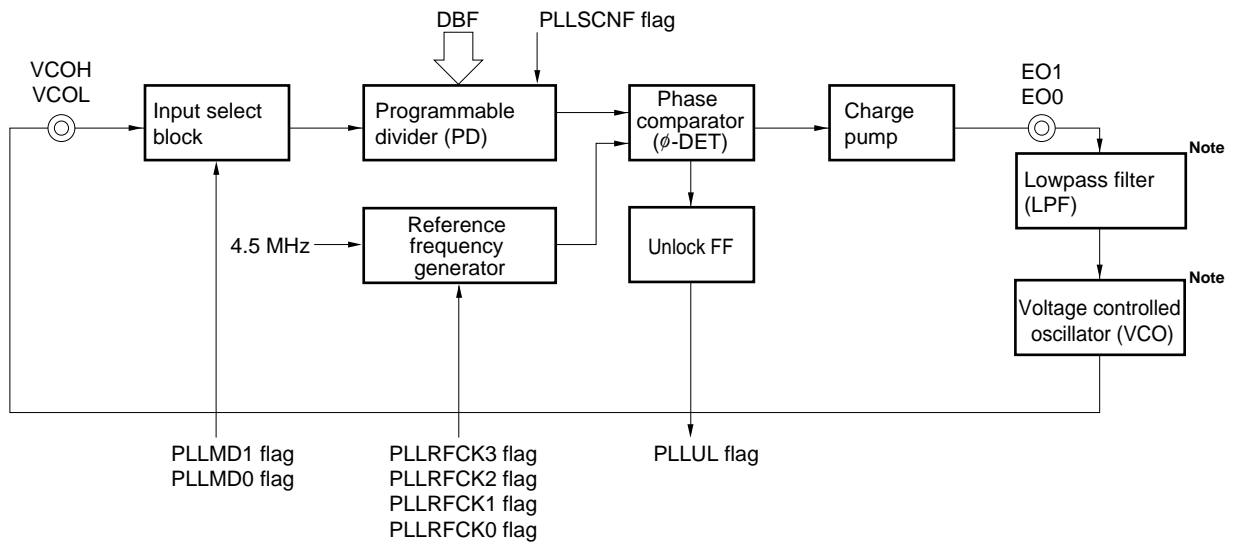 DBF
PLLSCNF flag
VCOH
VCOL
EO1
EO0
Input select
block
Programmable
divider (PD)
Phase
comparator
(ø-DET)
Charge
pump
Note
Lowpass filter
(LPF)
4.5 MHz
Reference
frequency
generator
Unlock FF
Note
Voltage controlled
oscillator (VCO)
PLLMD1 flag
PLLMD0 flag
PLLRFCK3 flag
PLLRFCK2 flag
PLLRFCK1 flag
PLLRFCK0 flag
PLLUL flag